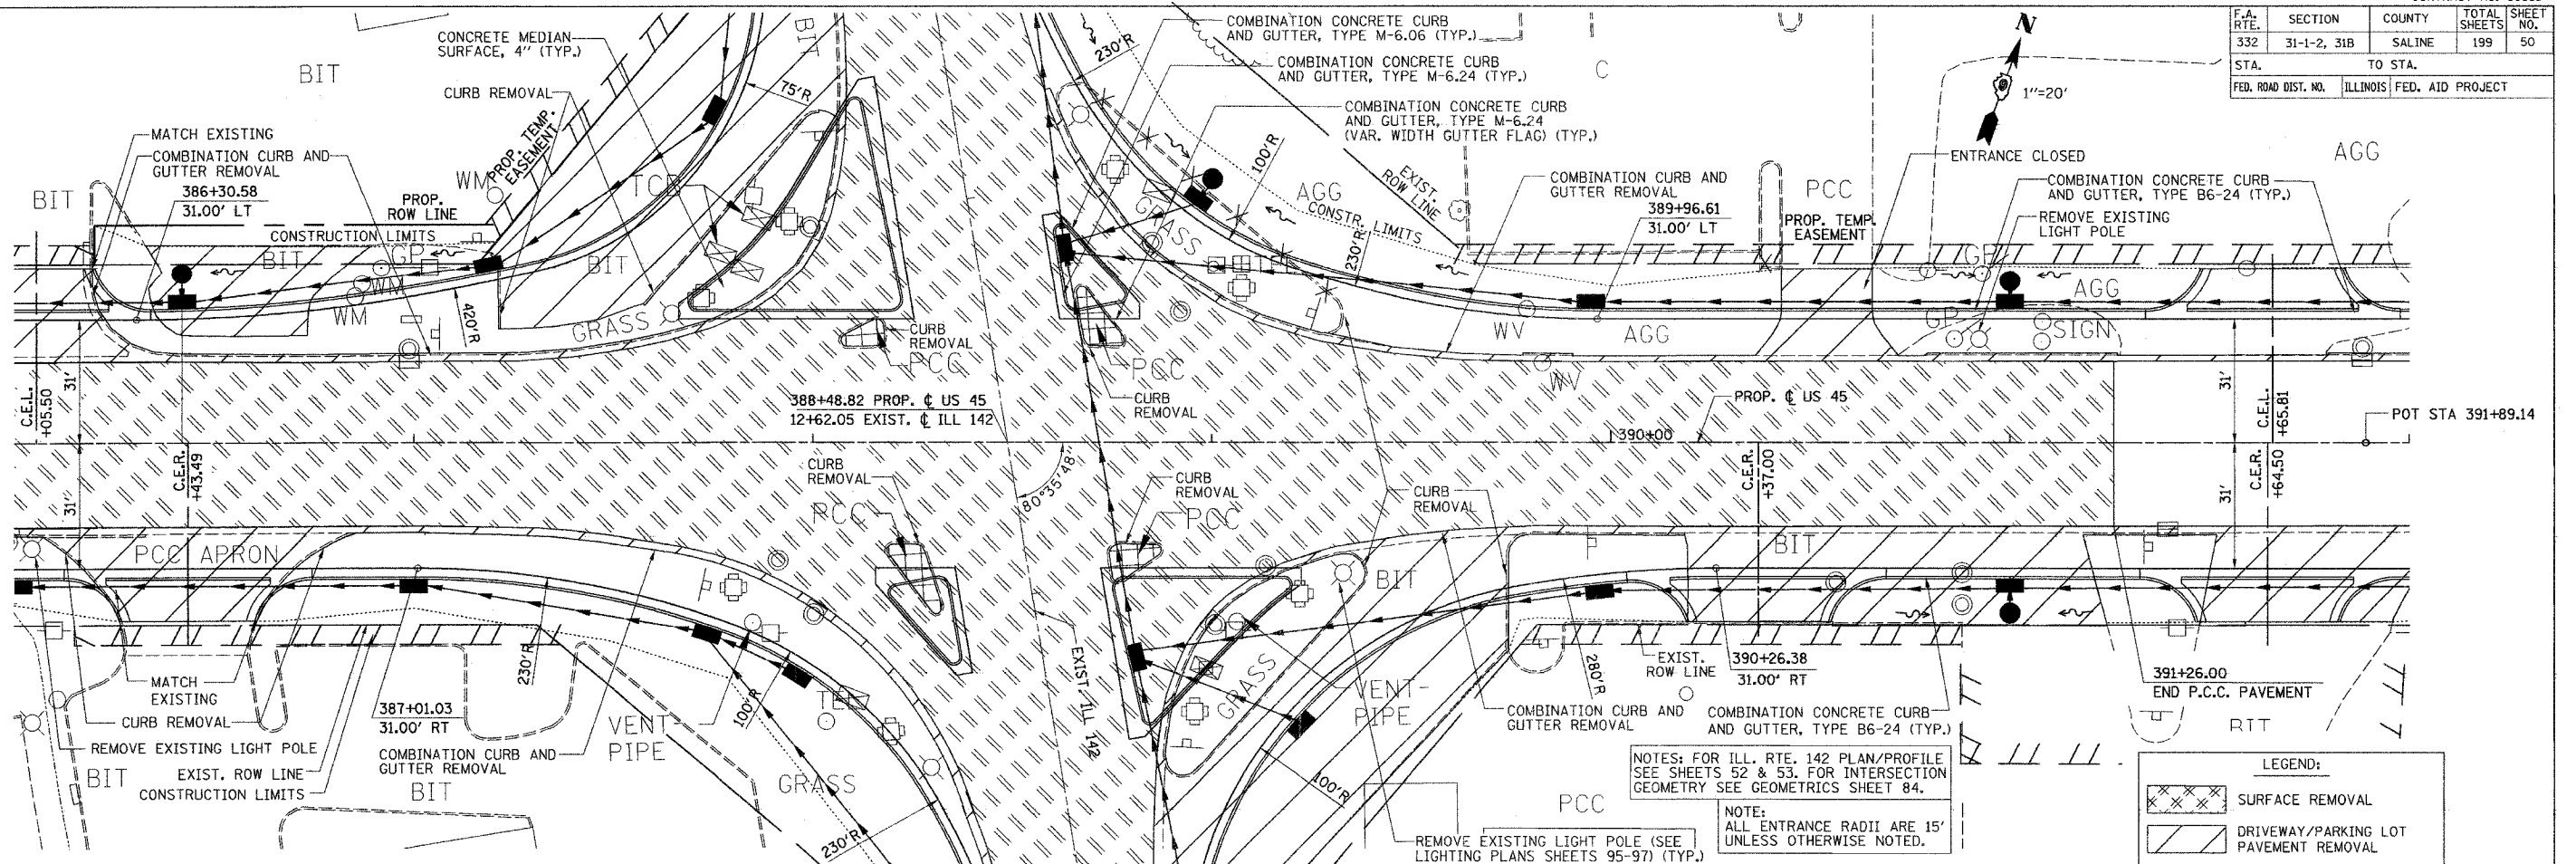 F.A. RTE. SECTION COUNTY TOTAL SHEETS SHEET NO.
332 31-1-2, 31B SALINE 199 50
STA. TO STA.
FED. ROAD DIST. NO. ILLINOIS FED. AID PROJECT
N
1"=20'
CONCRETE MEDIAN
SURFACE, 4" (TYP.)
BIT
BIT
CURB REMOVAL
75'R
MATCH EXISTING
COMBINATION CURB AND
GUTTER REMOVAL
386+30.58
31.00' LT
BIT
PROP.
ROW LINE
CONSTRUCTION LIMITS
PROP. TEMP.
EASEMENT
WM
TCB
BIT
GP
WM
WM
420'R
BIT
GRASS
CURB
REMOVAL
PCC
COMBINATION CONCRETE CURB
AND GUTTER, TYPE M-6.06 (TYP.)
230'R
COMBINATION CONCRETE CURB
AND GUTTER, TYPE M-6.24 (TYP.)
C
COMBINATION CONCRETE CURB
AND GUTTER, TYPE M-6.24
(VAR. WIDTH GUTTER FLAG) (TYP.)
100'R
GRASS
AGG
EXIST.
ROW LINE
CONSTR. LIMITS
230'R
COMBINATION CURB AND
GUTTER REMOVAL
389+96.61
31.00' LT
PCC
PROP. TEMP.
EASEMENT
ENTRANCE CLOSED
AGG
COMBINATION CONCRETE CURB
AND GUTTER, TYPE B6-24 (TYP.)
REMOVE EXISTING
LIGHT POLE
GP
AGG
GP
SIGN
WV
AGG
WV
PCC
CURB
REMOVAL
C.E.L.
+05.50
31'
31'
C.E.R.
+43.49
388+48.82 PROP. ℄ US 45
12+62.05 EXIST. ℄ ILL 142
80°35'48"
PROP. ℄ US 45
390+00
C.E.R.
+37.00
31'
31'
C.E.L.
+65.81
C.E.R.
+64.50
POT STA 391+89.14
CURB
REMOVAL
PCC
CURB
REMOVAL
PCC
CURB
REMOVAL
PCC APRON
230'R
MATCH
EXISTING
CURB REMOVAL
REMOVE EXISTING LIGHT POLE
EXIST. ROW LINE
CONSTRUCTION LIMITS
BIT
387+01.03
31.00' RT
COMBINATION CURB AND
GUTTER REMOVAL
BIT
VENT
PIPE
100'R
TEL
GRASS
230'R
EXIST. ILL 142
GRASS
BIT
VENT-
PIPE
100'R
280'R
BIT
EXIST.
ROW LINE
390+26.38
31.00' RT
COMBINATION CURB AND
GUTTER REMOVAL
COMBINATION CONCRETE CURB
AND GUTTER, TYPE B6-24 (TYP.)
391+26.00
END P.C.C. PAVEMENT
BIT
NOTES: FOR ILL. RTE. 142 PLAN/PROFILE
SEE SHEETS 52 & 53. FOR INTERSECTION
GEOMETRY SEE GEOMETRICS SHEET 84.
PCC
NOTE:
ALL ENTRANCE RADII ARE 15'
UNLESS OTHERWISE NOTED.
REMOVE EXISTING LIGHT POLE (SEE
LIGHTING PLANS SHEETS 95-97) (TYP.)
LEGEND:
SURFACE REMOVAL
DRIVEWAY/PARKING LOT
PAVEMENT REMOVAL